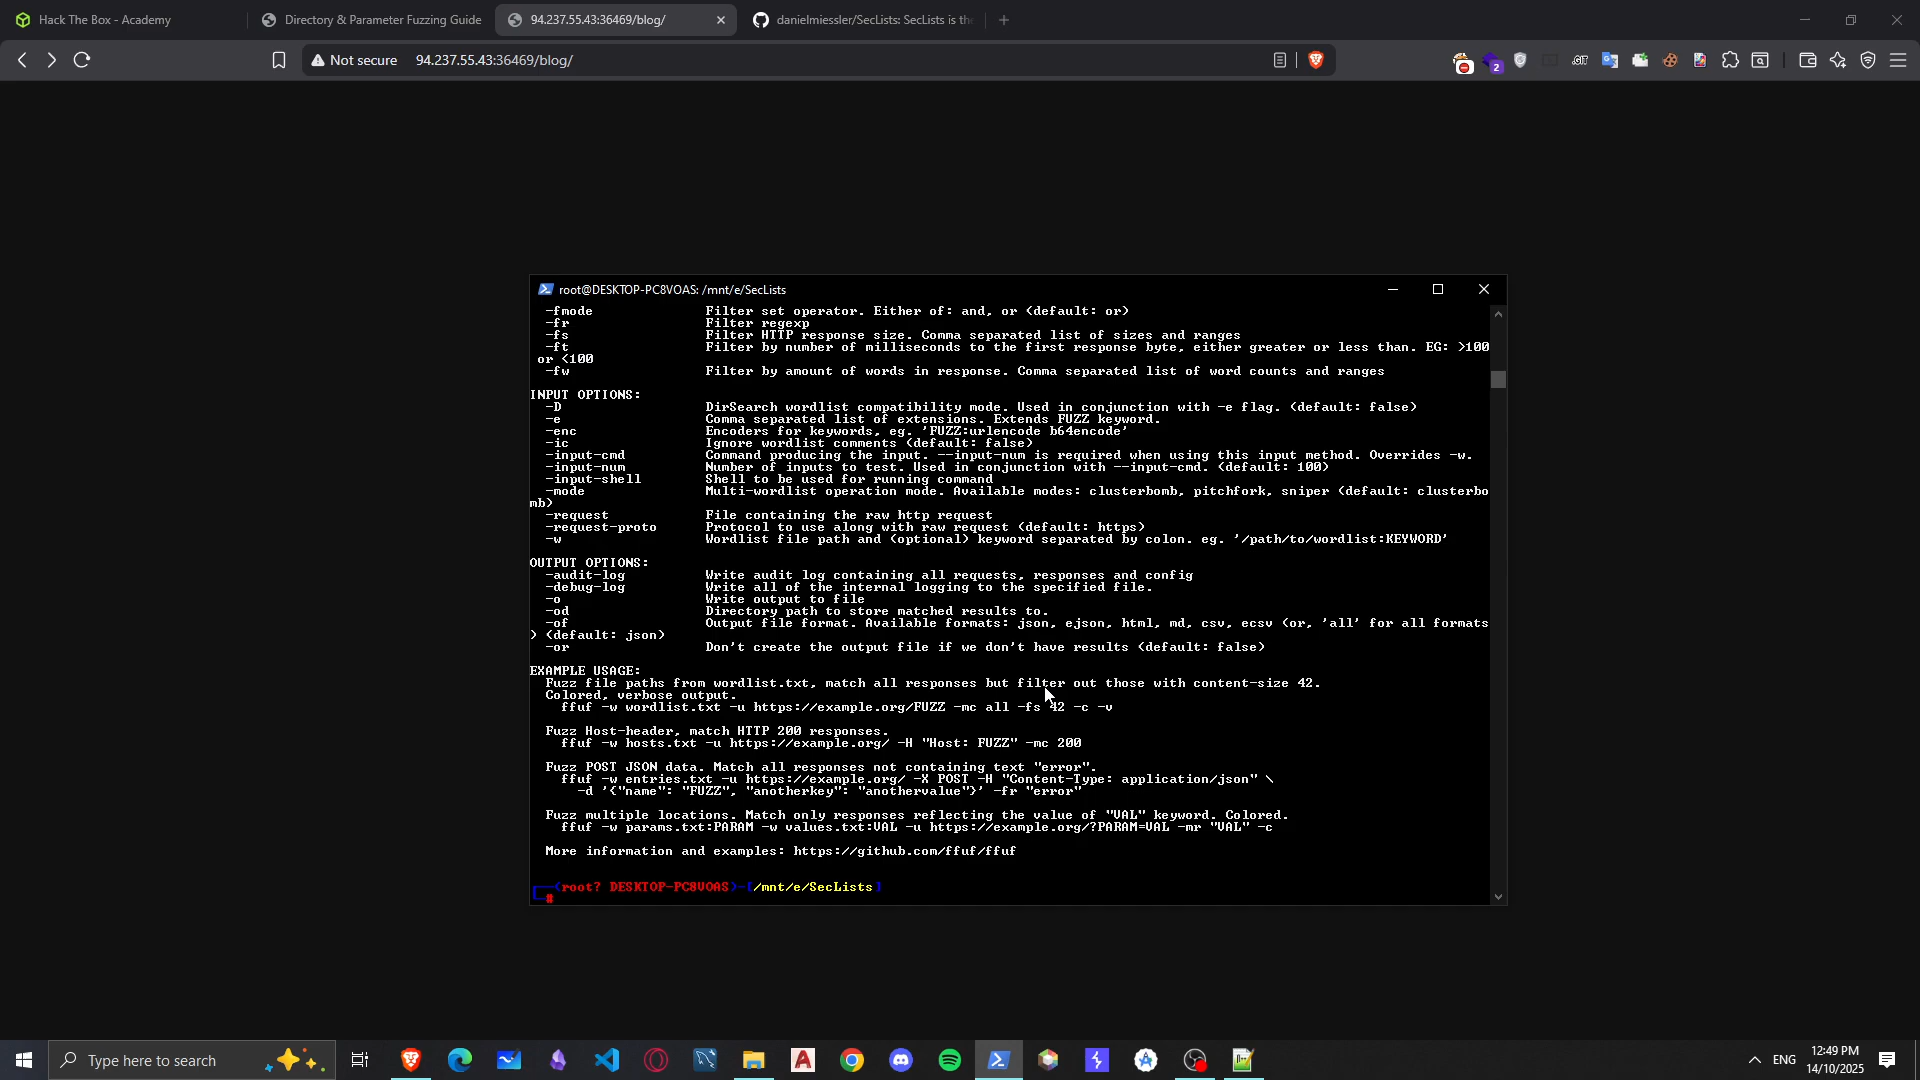 Hack The Box - Academy
Directory & Parameter Fuzzing Guide
94.237.55.43:36469/blog/
danielmiessler/SecLists: SecLists is the
Not secure
94.237.55.43:36469/blog/
.GIT
2
root@DESKTOP-PC8VOAS: /mnt/e/SecLists
-fmode Filter set operator. Either of: and, or (default: or)
-fr Filter regexp
-fs Filter HTTP response size. Comma separated list of sizes and ranges
-ft Filter by number of milliseconds to the first response byte, either greater or less than. EG: >100
or <100
-fw Filter by amount of words in response. Comma separated list of word counts and ranges
INPUT OPTIONS:
-D DirSearch wordlist compatibility mode. Used in conjunction with -e flag. (default: false)
-e Comma separated list of extensions. Extends FUZZ keyword.
-enc Encoders for keywords, eg. 'FUZZ:urlencode b64encode'
-ic Ignore wordlist comments (default: false)
-input-cmd Command producing the input. --input-num is required when using this input method. Overrides -w.
-input-num Number of inputs to test. Used in conjunction with --input-cmd. (default: 100)
-input-shell Shell to be used for running command
-mode Multi-wordlist operation mode. Available modes: clusterbomb, pitchfork, sniper (default: clusterbo
mb)
-request File containing the raw http request
-request-proto Protocol to use along with raw request (default: https)
-w Wordlist file path and (optional) keyword separated by colon. eg. '/path/to/wordlist:KEYWORD'
OUTPUT OPTIONS:
-audit-log Write audit log containing all requests, responses and config
-debug-log Write all of the internal logging to the specified file.
-o Write output to file
-od Directory path to store matched results to.
-of Output file format. Available formats: json, ejson, html, md, csv, ecsv (or, 'all' for all formats
) (default: json)
-or Don't create the output file if we don't have results (default: false)
EXAMPLE USAGE:
Fuzz file paths from wordlist.txt, match all responses but filter out those with content-size 42.
Colored, verbose output.
ffuf -w wordlist.txt -u https://example.org/FUZZ -mc all -fs 42 -c -v
Fuzz Host-header, match HTTP 200 responses.
ffuf -w hosts.txt -u https://example.org/ -H "Host: FUZZ" -mc 200
Fuzz POST JSON data. Match all responses not containing text "error".
ffuf -w entries.txt -u https://example.org/ -X POST -H "Content-Type: application/json" \
-d '{"name": "FUZZ", "anotherkey": "anothervalue"}' -fr "error"
Fuzz multiple locations. Match only responses reflecting the value of "VAL" keyword. Colored.
ffuf -w params.txt:PARAM -w values.txt:VAL -u https://example.org/?PARAM=VAL -mr "VAL" -c
More information and examples: https://github.com/ffuf/ffuf
(root? DESKTOP-PC8VOAS)-[/mnt/e/SecLists]
#
Type here to search
ENG
12:49 PM
14/10/2025